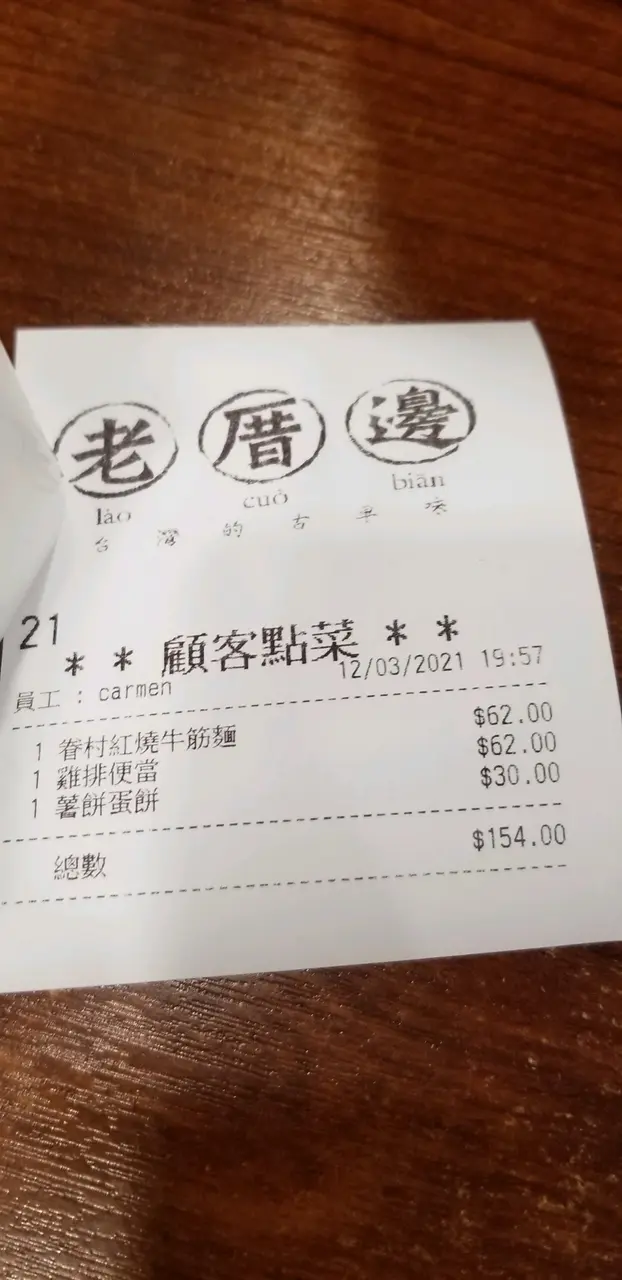 老厝邊
lǎo cuò biān
台灣的古早味
21
** 顧客點菜 **
員工 : carmen 12/03/2021 19:57
1 眷村紅燒牛筋麵 $62.00
1 雞排便當 $62.00
1 薯餅蛋餅 $30.00
總數 $154.00